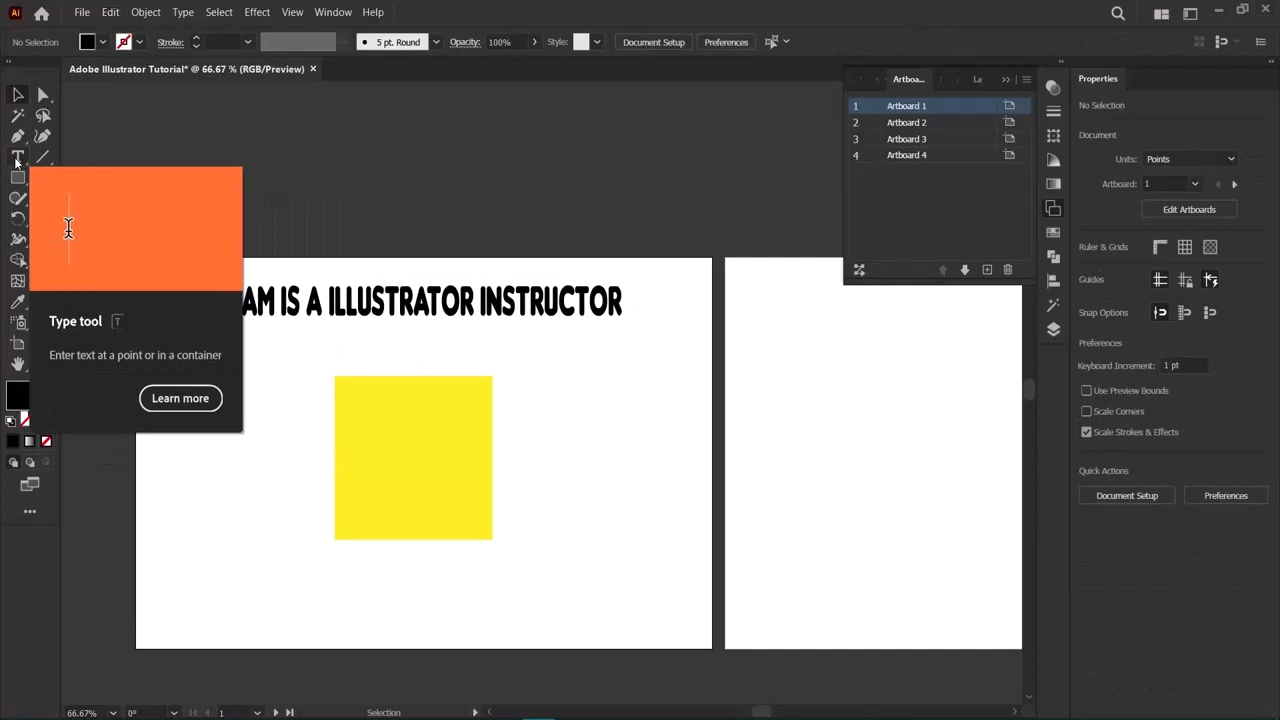 Ai File Edit Object Type Select Effect View Window Help
No Selection Stroke: 5 pt. Round Opacity: 100% Style: Document Setup Preferences
Adobe Illustrator Tutorial* @ 66.67 % (RGB/Preview) ×
Artboa... La
1 Artboard 1
2 Artboard 2
3 Artboard 3
4 Artboard 4
Properties
No Selection
Document
Units: Points
Artboard: 1
Edit Artboards
Ruler & Grids
Guides
Snap Options
Preferences
Keyboard Increment: 1 pt
Use Preview Bounds
Scale Corners
Scale Strokes & Effects
Quick Actions
Document Setup Preferences
AM IS A ILLUSTRATOR INSTRUCTOR
Type tool T
Enter text at a point or in a container
Learn more
66.67% 0° 1 Selection